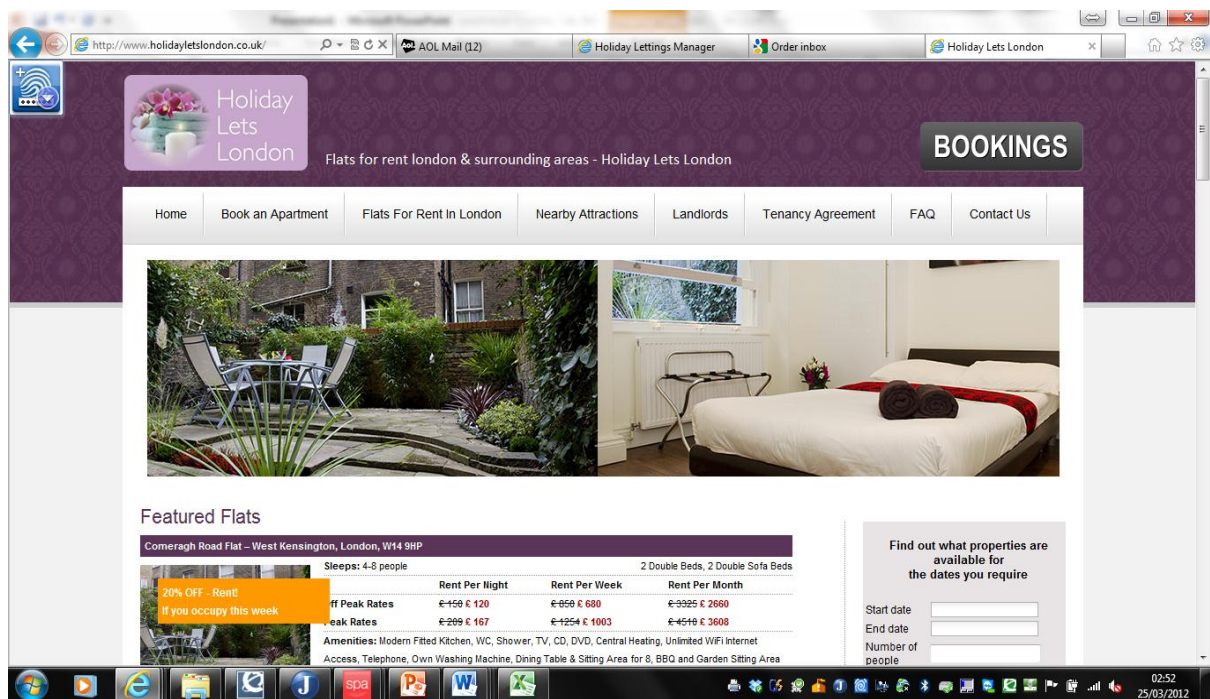 http://www.holidayletslondon.co.uk/
AOL Mail (12)
Holiday Lettings Manager
Order inbox
Holiday Lets London
Holiday
Lets
London
Flats for rent london & surrounding areas - Holiday Lets London
BOOKINGS
Home
Book an Apartment
Flats For Rent In London
Nearby Attractions
Landlords
Tenancy Agreement
FAQ
Contact Us
Featured Flats
Comeragh Road Flat – West Kensington, London, W14 9HP
Sleeps: 4-8 people 2 Double Beds, 2 Double Sofa Beds
20% OFF - Rent!
If you occupy this week
Rent Per Night Rent Per Week Rent Per Month
ff Peak Rates £ 150 £ 120 £ 850 £ 680 £ 3325 £ 2660
eak Rates £ 209 £ 167 £ 1254 £ 1003 £ 4510 £ 3608
Amenities: Modern Fitted Kitchen, WC, Shower, TV, CD, DVD, Central Heating, Unlimited WiFi Internet
Access, Telephone, Own Washing Machine, Dining Table & Sitting Area for 8, BBQ and Garden Sitting Area
Find out what properties are
available for
the dates you require
Start date
End date
Number of
people
spa
02:52
25/03/2012